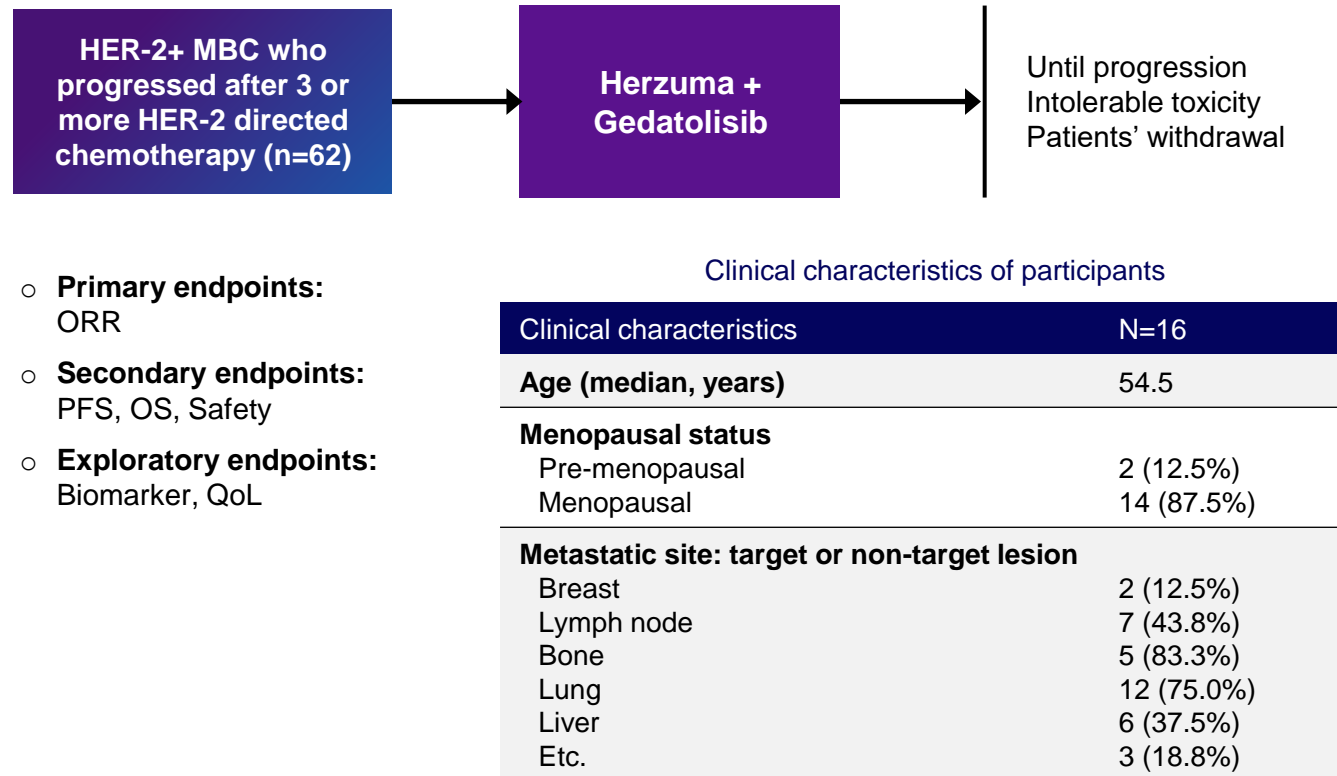 HER-2+ MBC who
progressed after 3 or
more HER-2 directed
chemotherapy (n=62)
Herzuma +
Gedatolisib
Until progression
Intolerable toxicity
Patients’ withdrawal
○ Primary endpoints:
ORR
○ Secondary endpoints:
PFS, OS, Safety
○ Exploratory endpoints:
Biomarker, QoL
Clinical characteristics of participants
Clinical characteristics N=16
Age (median, years) 54.5
Menopausal status
Pre-menopausal 2 (12.5%)
Menopausal 14 (87.5%)
Metastatic site: target or non-target lesion
Breast 2 (12.5%)
Lymph node 7 (43.8%)
Bone 5 (83.3%)
Lung 12 (75.0%)
Liver 6 (37.5%)
Etc. 3 (18.8%)